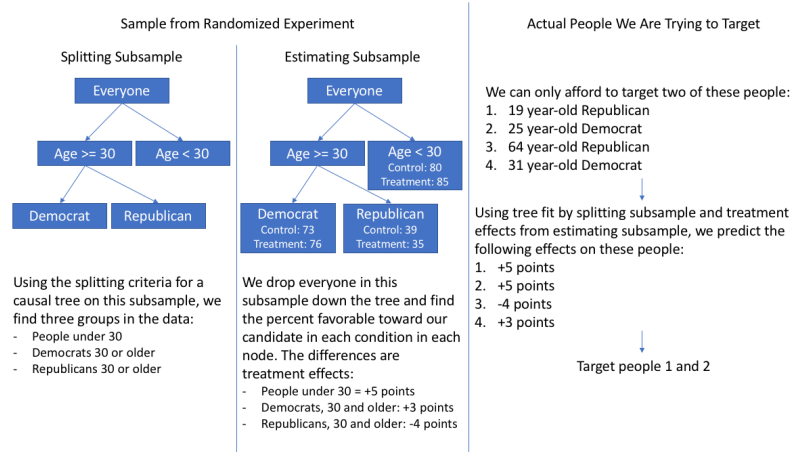 Sample from Randomized Experiment
Splitting Subsample
Everyone
Age >= 30
Age < 30
Democrat
Republican
Using the splitting criteria for a
causal tree on this subsample, we
find three groups in the data:
- People under 30
- Democrats 30 or older
- Republicans 30 or older
Estimating Subsample
Everyone
Age >= 30
Age < 30
Control: 80
Treatment: 85
Democrat
Control: 73
Treatment: 76
Republican
Control: 39
Treatment: 35
We drop everyone in this
subsample down the tree and find
the percent favorable toward our
candidate in each condition in each
node. The differences are
treatment effects:
- People under 30 = +5 points
- Democrats, 30 and older: +3 points
- Republicans, 30 and older: -4 points
Actual People We Are Trying to Target
We can only afford to target two of these people:
1. 19 year-old Republican
2. 25 year-old Democrat
3. 64 year-old Republican
4. 31 year-old Democrat
Using tree fit by splitting subsample and treatment
effects from estimating subsample, we predict the
following effects on these people:
1. +5 points
2. +5 points
3. -4 points
4. +3 points
Target people 1 and 2